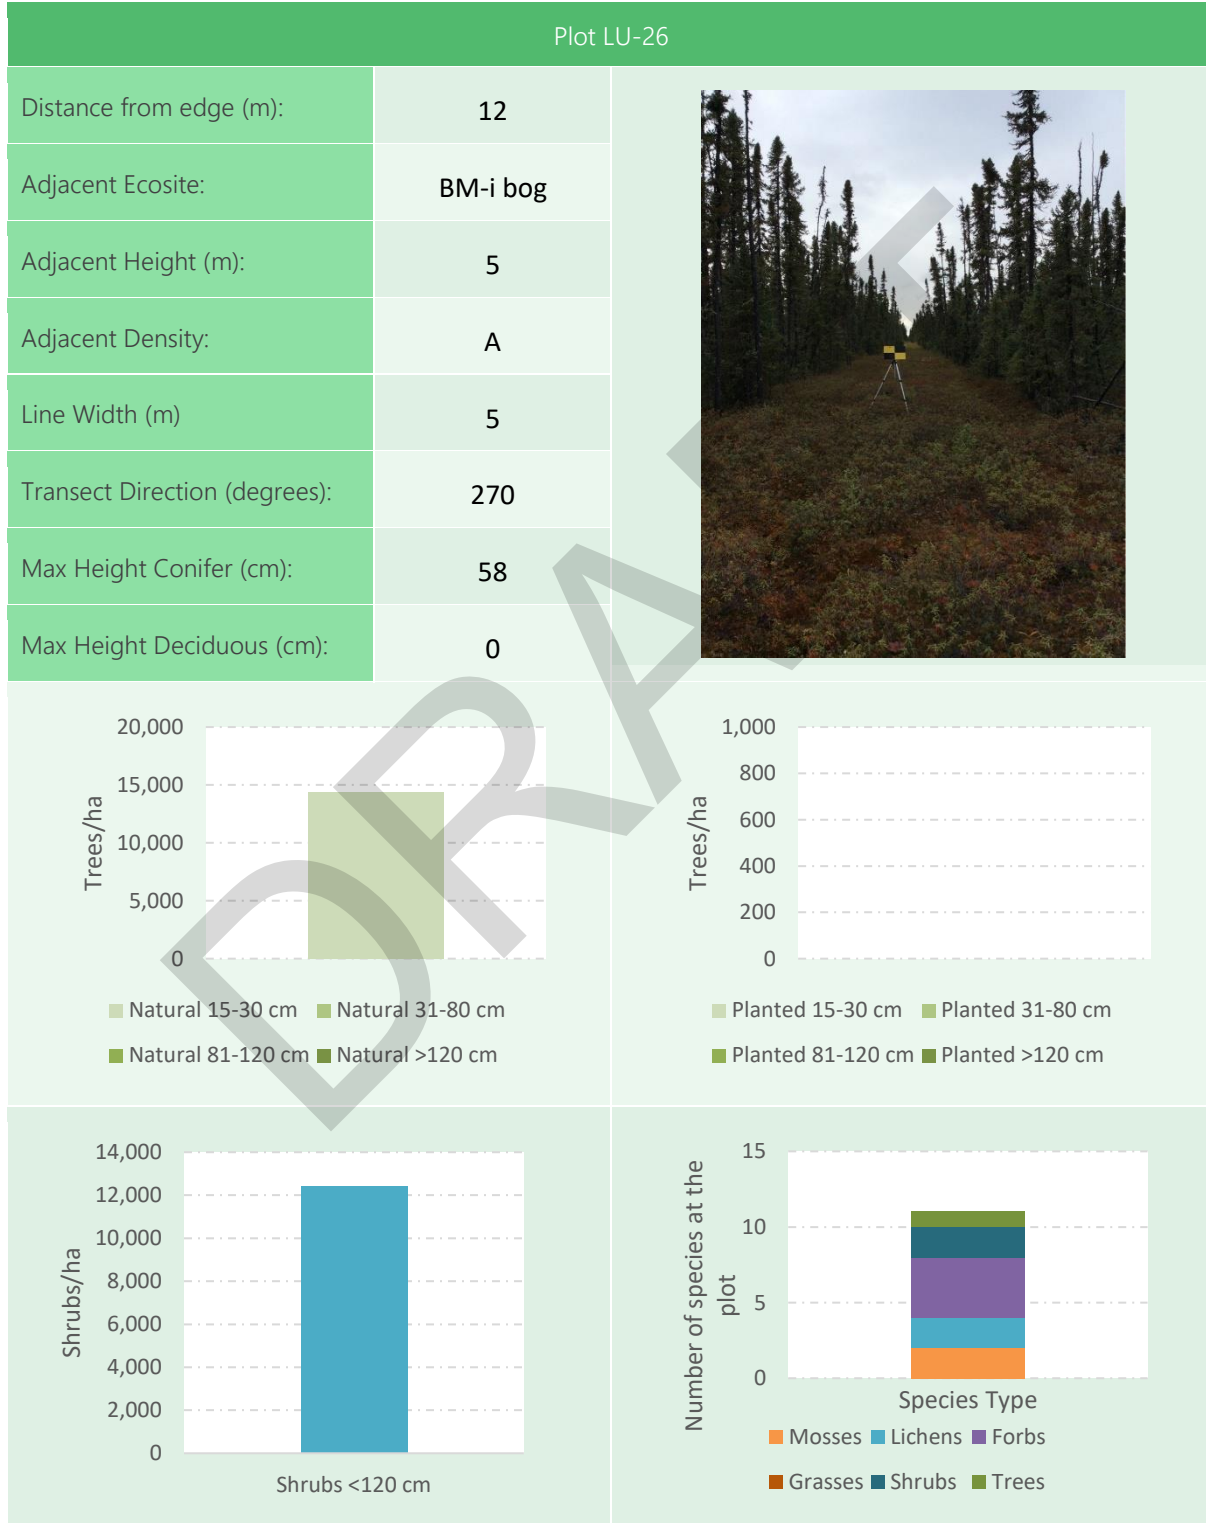 Plot LU-26
Distance from edge (m): 12
Adjacent Ecosite: BM-i bog
Adjacent Height (m): 5
Adjacent Density: A
Line Width (m) 5
Transect Direction (degrees): 270
Max Height Conifer (cm): 58
Max Height Deciduous (cm): 0
20,000
15,000
10,000
5,000
0
Trees/ha
Natural 15-30 cm Natural 31-80 cm
Natural 81-120 cm Natural >120 cm
1,000
800
600
400
200
0
Trees/ha
Planted 15-30 cm Planted 31-80 cm
Planted 81-120 cm Planted >120 cm
14,000
12,000
10,000
8,000
6,000
4,000
2,000
0
Shrubs/ha
Shrubs <120 cm
15
10
5
0
Number of species at the
plot
Species Type
Mosses Lichens Forbs
Grasses Shrubs Trees
DRAFT